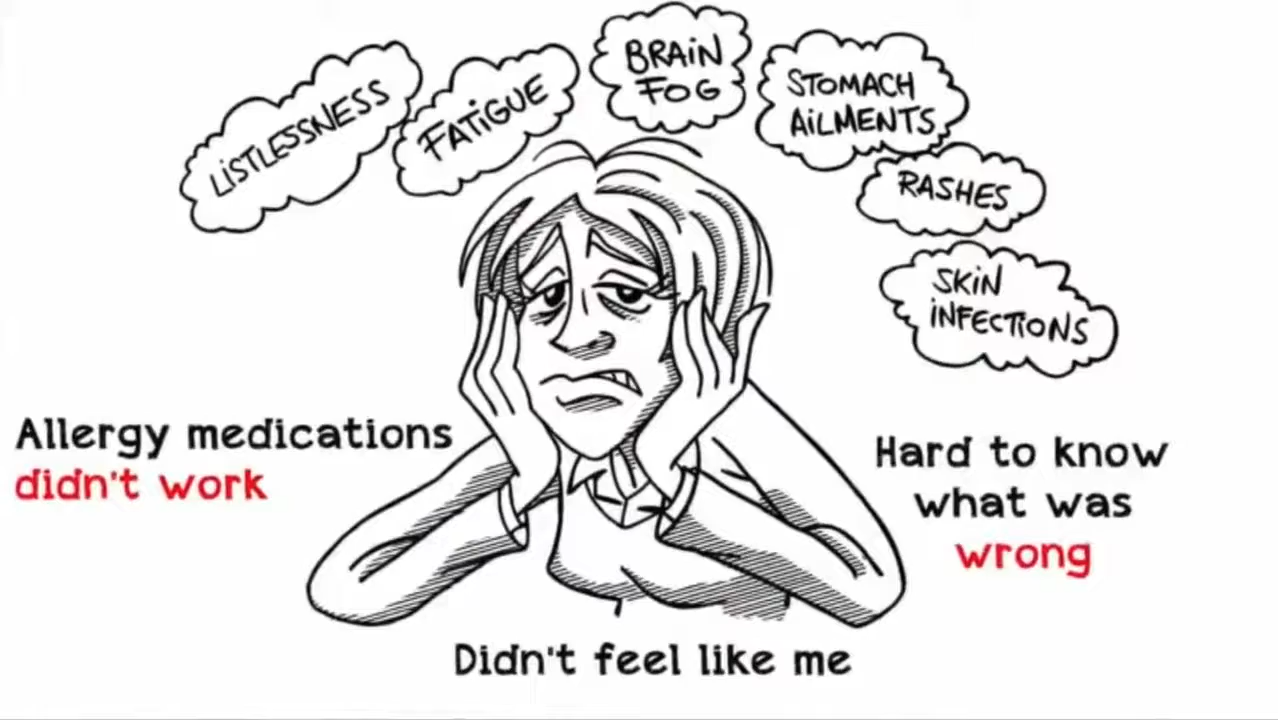 LiSTLESSNESS
FATiGUE
BRAiN
FOG
STOMACH
AiLMENTS
RASHES
SKiN
iNFECTiONS
Allergy medications
didn't work
Hard to know
what was
wrong
Didn't feel like me